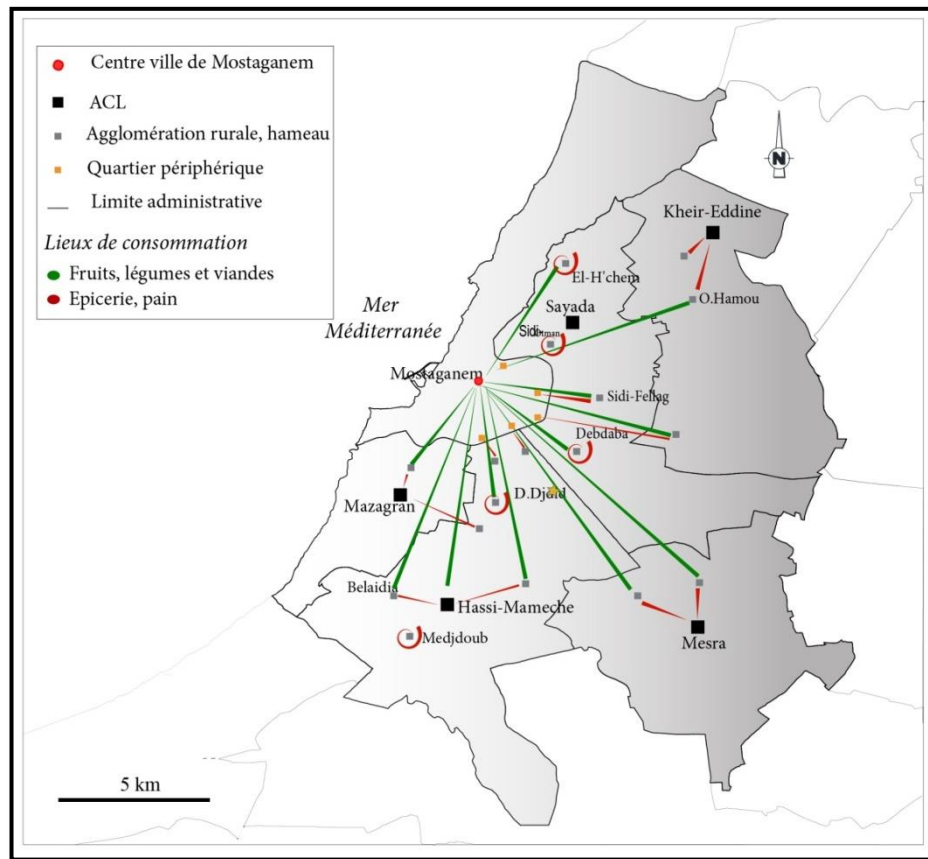 Centre ville de Mostaganem
ACL
Agglomération rurale, hameau
Quartier périphérique
Limite administrative
Lieux de consommation
Fruits, légumes et viandes
Epicerie, pain
N
Kheir-Eddine
El-H'chem
O.Hamou
Mer
Méditerranée
Sayada
Sidi-
Mostaganem
Sidi-Fellag
Debdaba
D.Djdid
Mazagran
Belaidia
Hassi-Mameche
Medjdoub
Mesra
5 km